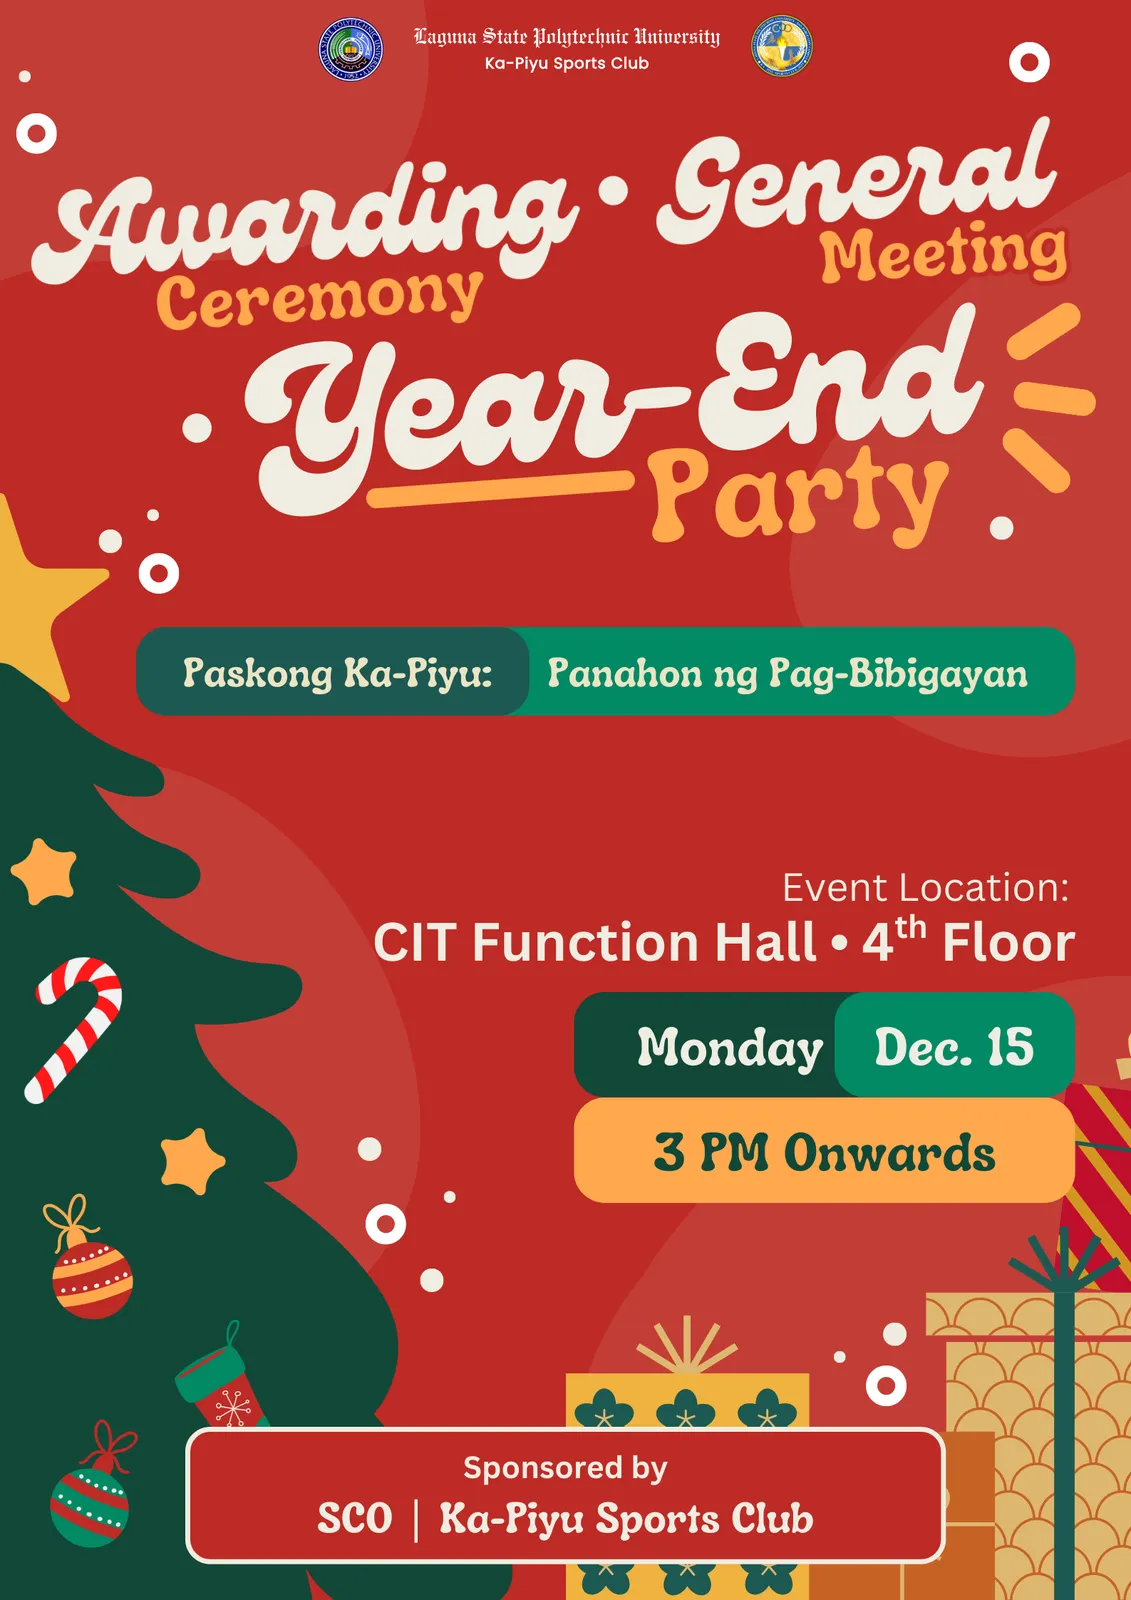 Laguna State Polytechnic University
Ka-Piyu Sports Club
Awarding • General
Ceremony
Meeting
Year-End
Party
Paskong Ka-Piyu: Panahon ng Pag-Bibigayan
Event Location:
CIT Function Hall • 4th Floor
Monday Dec. 15
3 PM Onwards
Sponsored by
SCO | Ka-Piyu Sports Club